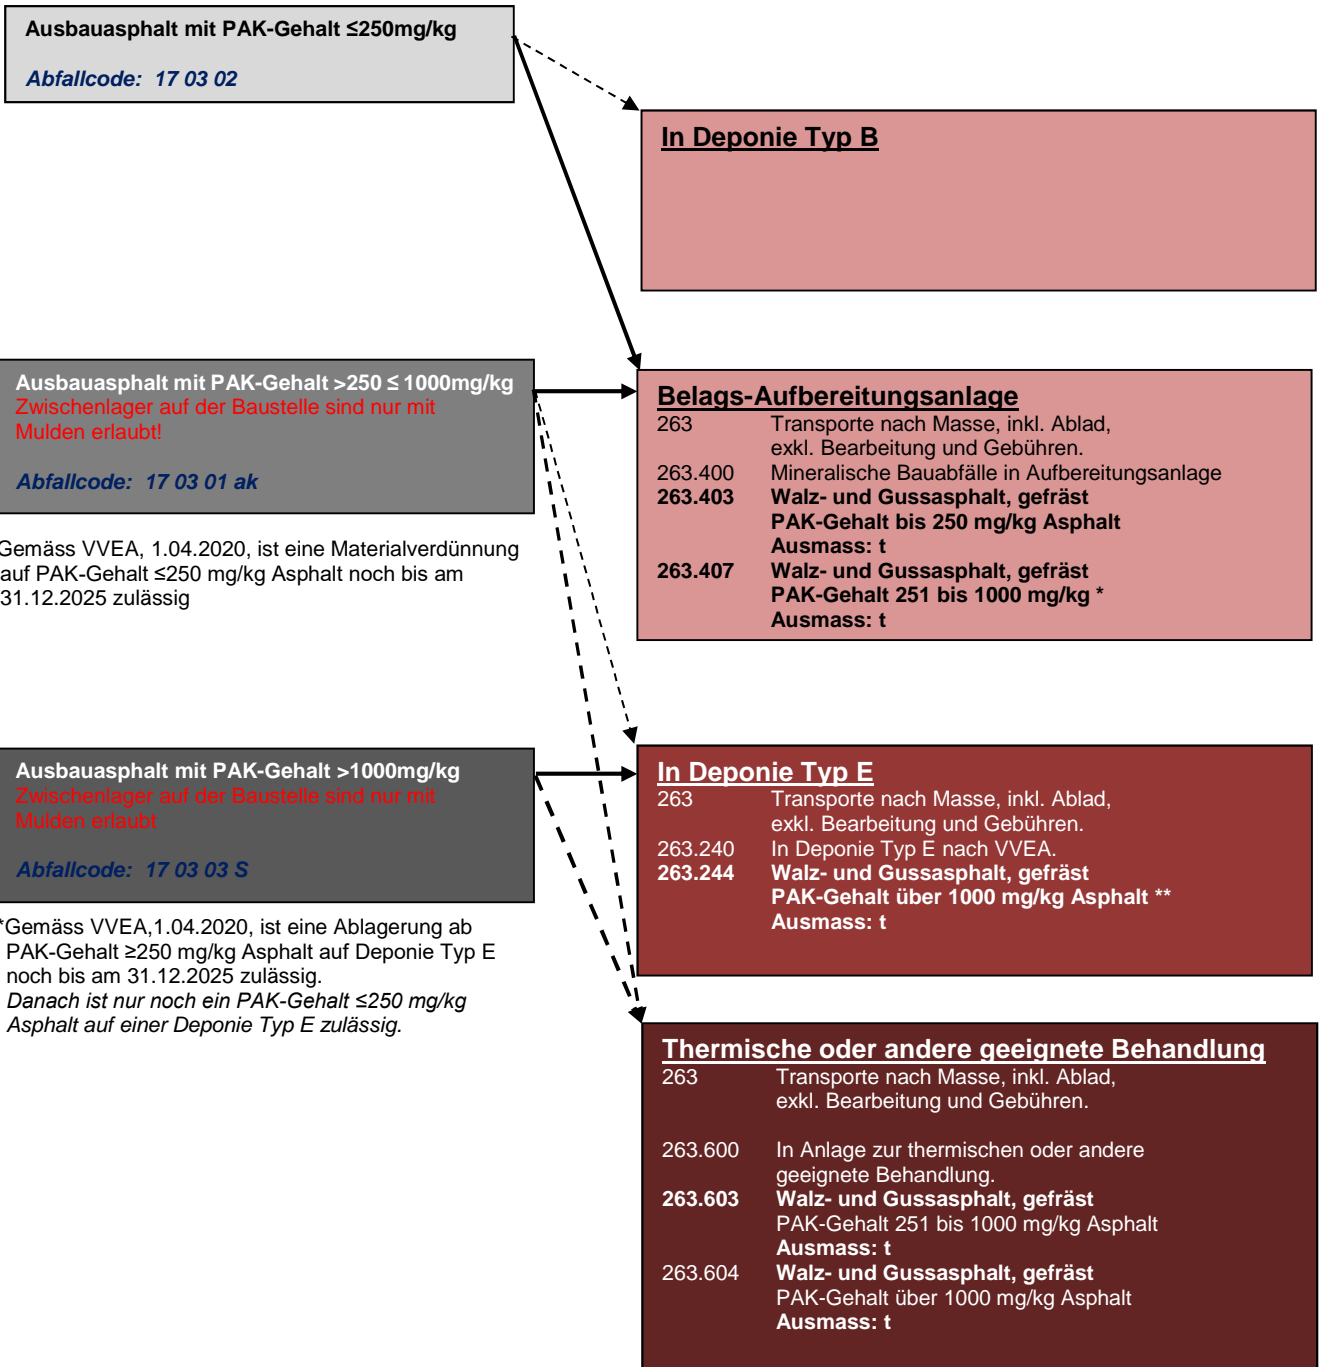 Ausbauasphalt mit PAK-Gehalt ≤250mg/kg
Abfallcode: 17 03 02
In Deponie Typ B
Ausbauasphalt mit PAK-Gehalt >250 ≤ 1000mg/kg
Zwischenlager auf der Baustelle sind nur mit
Mulden erlaubt!
Abfallcode: 17 03 01 ak
Gemäss VVEA, 1.04.2020, ist eine Materialverdünnung
auf PAK-Gehalt ≤250 mg/kg Asphalt noch bis am
31.12.2025 zulässig
Belags-Aufbereitungsanlage
263 Transporte nach Masse, inkl. Ablad,
exkl. Bearbeitung und Gebühren.
263.400 Mineralische Bauabfälle in Aufbereitungsanlage
263.403 Walz- und Gussasphalt, gefräst
PAK-Gehalt bis 250 mg/kg Asphalt
Ausmass: t
263.407 Walz- und Gussasphalt, gefräst
PAK-Gehalt 251 bis 1000 mg/kg *
Ausmass: t
Ausbauasphalt mit PAK-Gehalt >1000mg/kg
Zwischenlager auf der Baustelle sind nur mit
Mulden erlaubt
Abfallcode: 17 03 03 S
*Gemäss VVEA,1.04.2020, ist eine Ablagerung ab
PAK-Gehalt ≥250 mg/kg Asphalt auf Deponie Typ E
noch bis am 31.12.2025 zulässig.
Danach ist nur noch ein PAK-Gehalt ≤250 mg/kg
Asphalt auf einer Deponie Typ E zulässig.
In Deponie Typ E
263 Transporte nach Masse, inkl. Ablad,
exkl. Bearbeitung und Gebühren.
263.240 In Deponie Typ E nach VVEA.
263.244 Walz- und Gussasphalt, gefräst
PAK-Gehalt über 1000 mg/kg Asphalt **
Ausmass: t
Thermische oder andere geeignete Behandlung
263 Transporte nach Masse, inkl. Ablad,
exkl. Bearbeitung und Gebühren.
263.600 In Anlage zur thermischen oder andere
geeignete Behandlung.
263.603 Walz- und Gussasphalt, gefräst
PAK-Gehalt 251 bis 1000 mg/kg Asphalt
Ausmass: t
263.604 Walz- und Gussasphalt, gefräst
PAK-Gehalt über 1000 mg/kg Asphalt
Ausmass: t